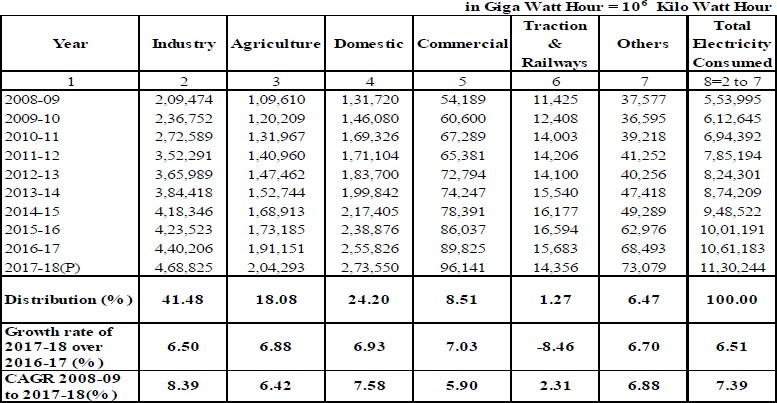 in Giga Watt Hour = 10⁶ Kilo Watt Hour
Year Industry Agriculture Domestic Commercial Traction & Railways Others Total Electricity Consumed
1 2 3 4 5 6 7 8=2 to 7
2008-09 2,09,474 1,09,610 1,31,720 54,189 11,425 37,577 5,53,995
2009-10 2,36,752 1,20,209 1,46,080 60,600 12,408 36,595 6,12,645
2010-11 2,72,589 1,31,967 1,69,326 67,289 14,003 39,218 6,94,392
2011-12 3,52,291 1,40,960 1,71,104 65,381 14,206 41,252 7,85,194
2012-13 3,65,989 1,47,462 1,83,700 72,794 14,100 40,256 8,24,301
2013-14 3,84,418 1,52,744 1,99,842 74,247 15,540 47,418 8,74,209
2014-15 4,18,346 1,68,913 2,17,405 78,391 16,177 49,289 9,48,522
2015-16 4,23,523 1,73,185 2,38,876 86,037 16,594 62,976 10,01,191
2016-17 4,40,206 1,91,151 2,55,826 89,825 15,683 68,493 10,61,183
2017-18(P) 4,68,825 2,04,293 2,73,550 96,141 14,356 73,079 11,30,244
Distribution (%) 41.48 18.08 24.20 8.51 1.27 6.47 100.00
Growth rate of 2017-18 over 2016-17 (%) 6.50 6.88 6.93 7.03 -8.46 6.70 6.51
CAGR 2008-09 to 2017-18(%) 8.39 6.42 7.58 5.90 2.31 6.88 7.39